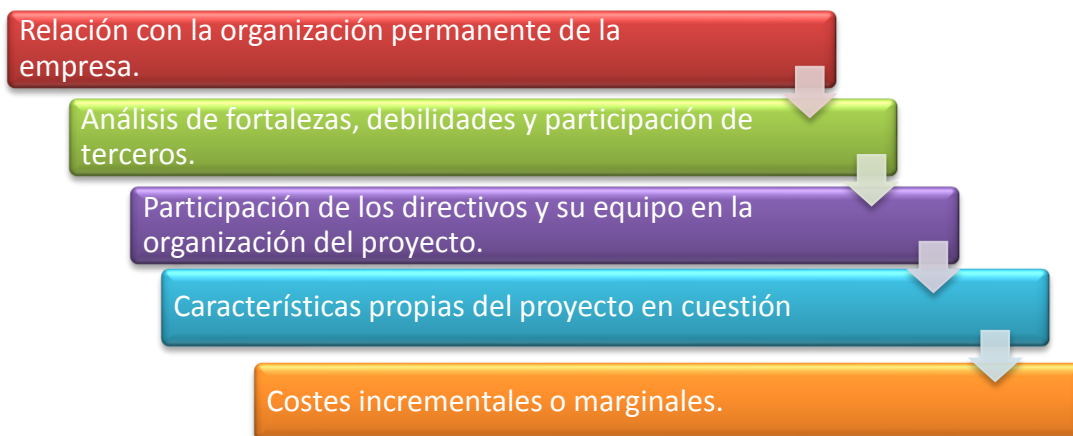 Relación con la organización permanente de la
empresa.
Análisis de fortalezas, debilidades y participación de
terceros.
Participación de los directivos y su equipo en la
organización del proyecto.
Características propias del proyecto en cuestión
Costes incrementales o marginales.